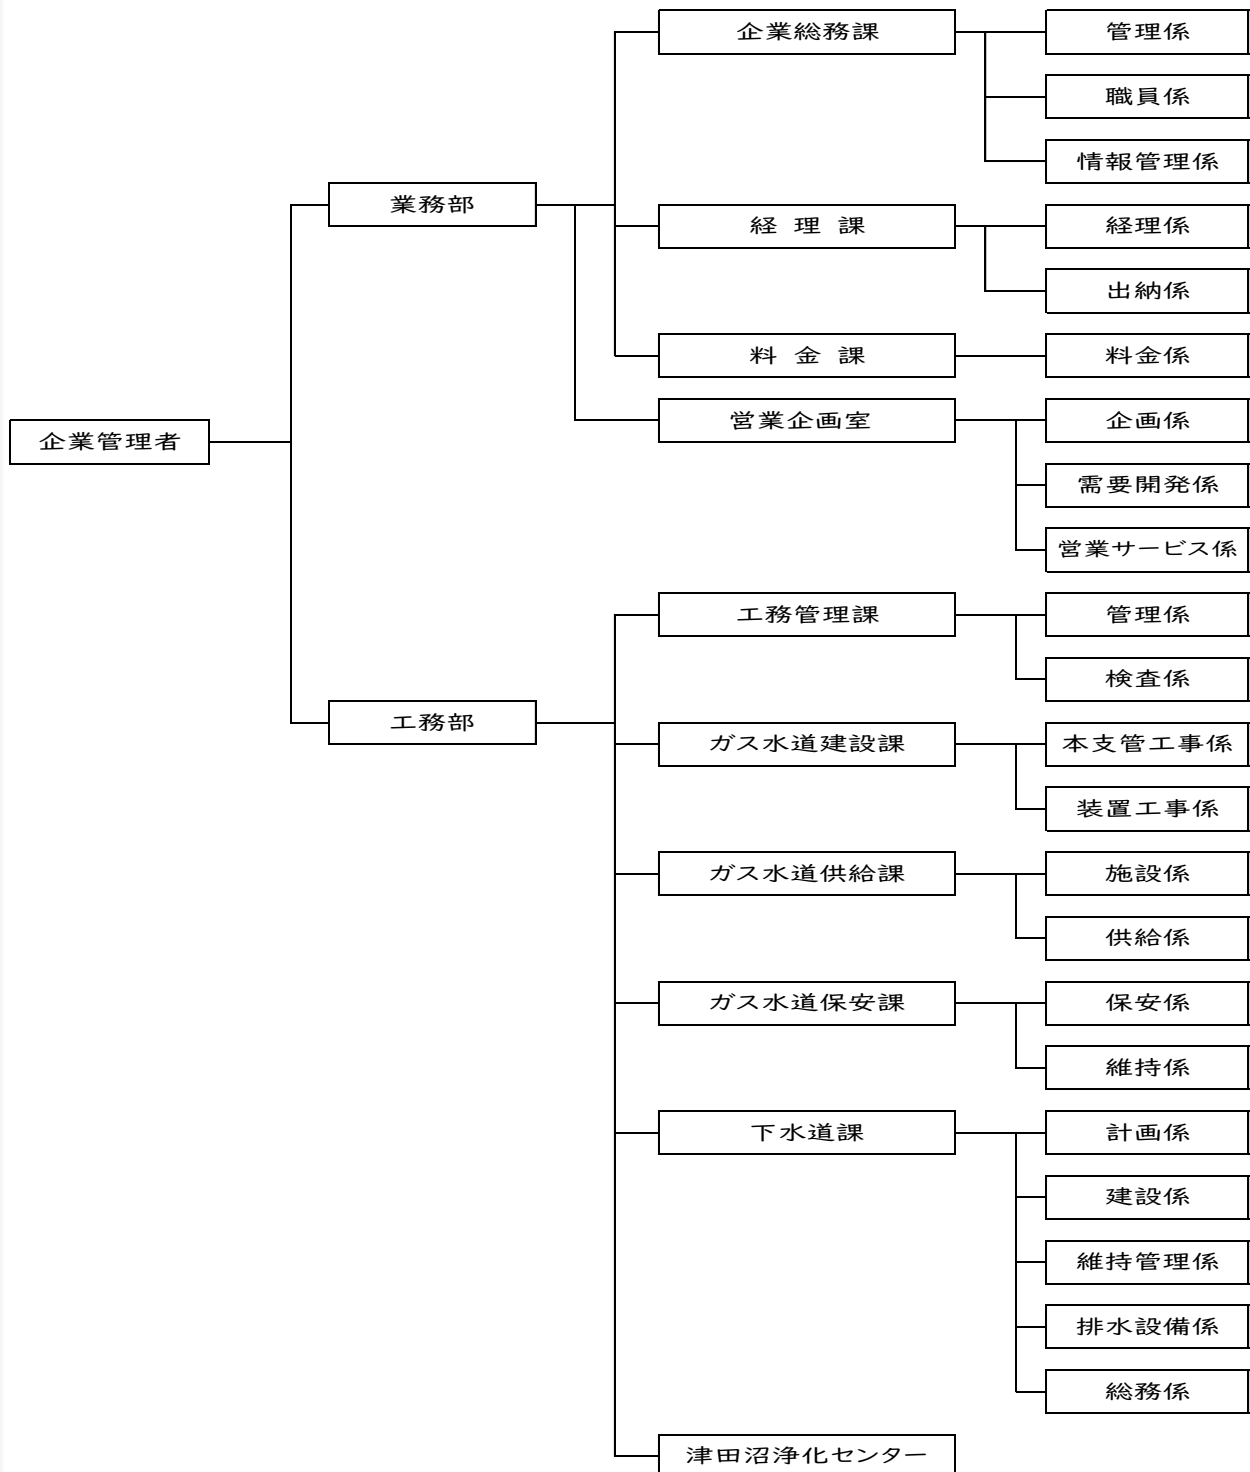 企業総務課
管理係
職員係
情報管理係
業務部
経理課
経理係
出納係
料金課
料金係
営業企画室
企画係
企業管理者
需要開発係
営業サービス係
工務管理課
管理係
検査係
工務部
ガス水道建設課
本支管工事係
装置工事係
ガス水道供給課
施設係
供給係
ガス水道保安課
保安係
維持係
下水道課
計画係
建設係
維持管理係
排水設備係
総務係
津田沼浄化センター